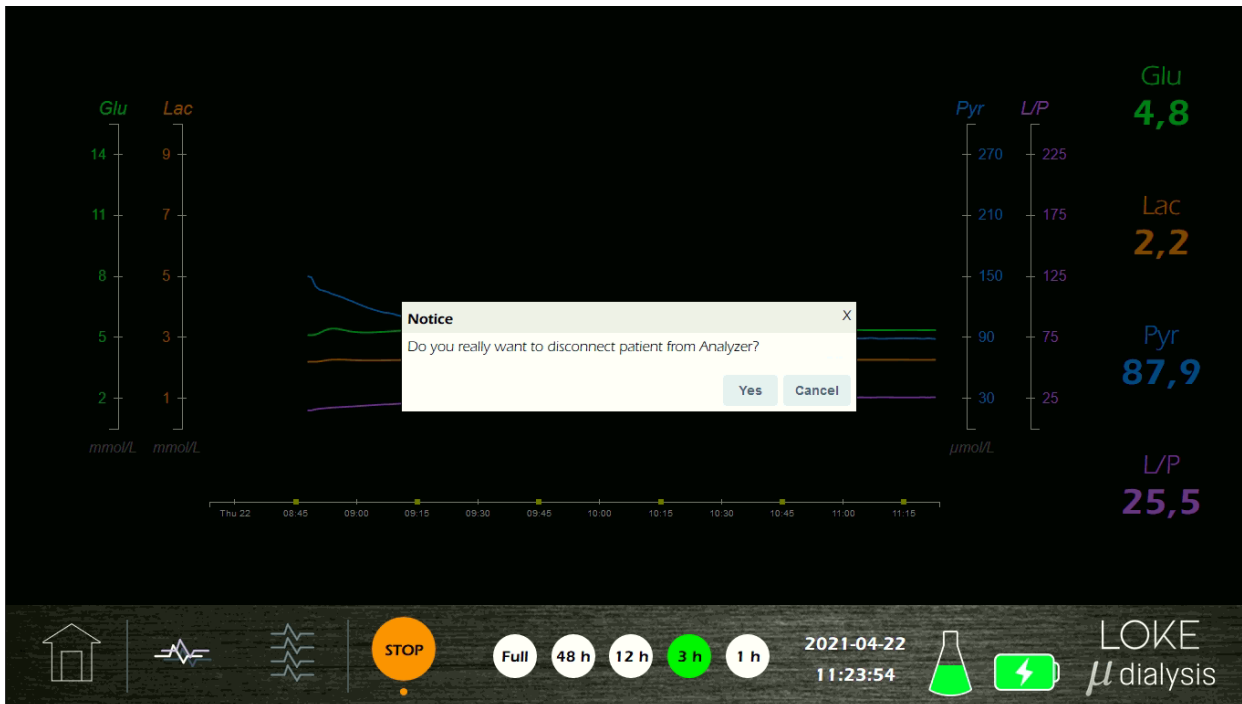 Glu
4,8
Glu Lac
Pyr L/P
14 9
270 225
Lac
2,2
11 7
210 175
8 5
150 125
Notice X
Do you really want to disconnect patient from Analyzer?
Yes Cancel
5 3
90 75
Pyr
87,9
2 1
30 25
mmol/L mmol/L
µmol/L
L/P
25,5
Thu 22 08:45 09:00 09:15 09:30 09:45 10:00 10:15 10:30 10:45 11:00 11:15
STOP
Full 48 h 12 h 3 h 1 h
2021-04-22
11:23:54
LOKE
µ dialysis